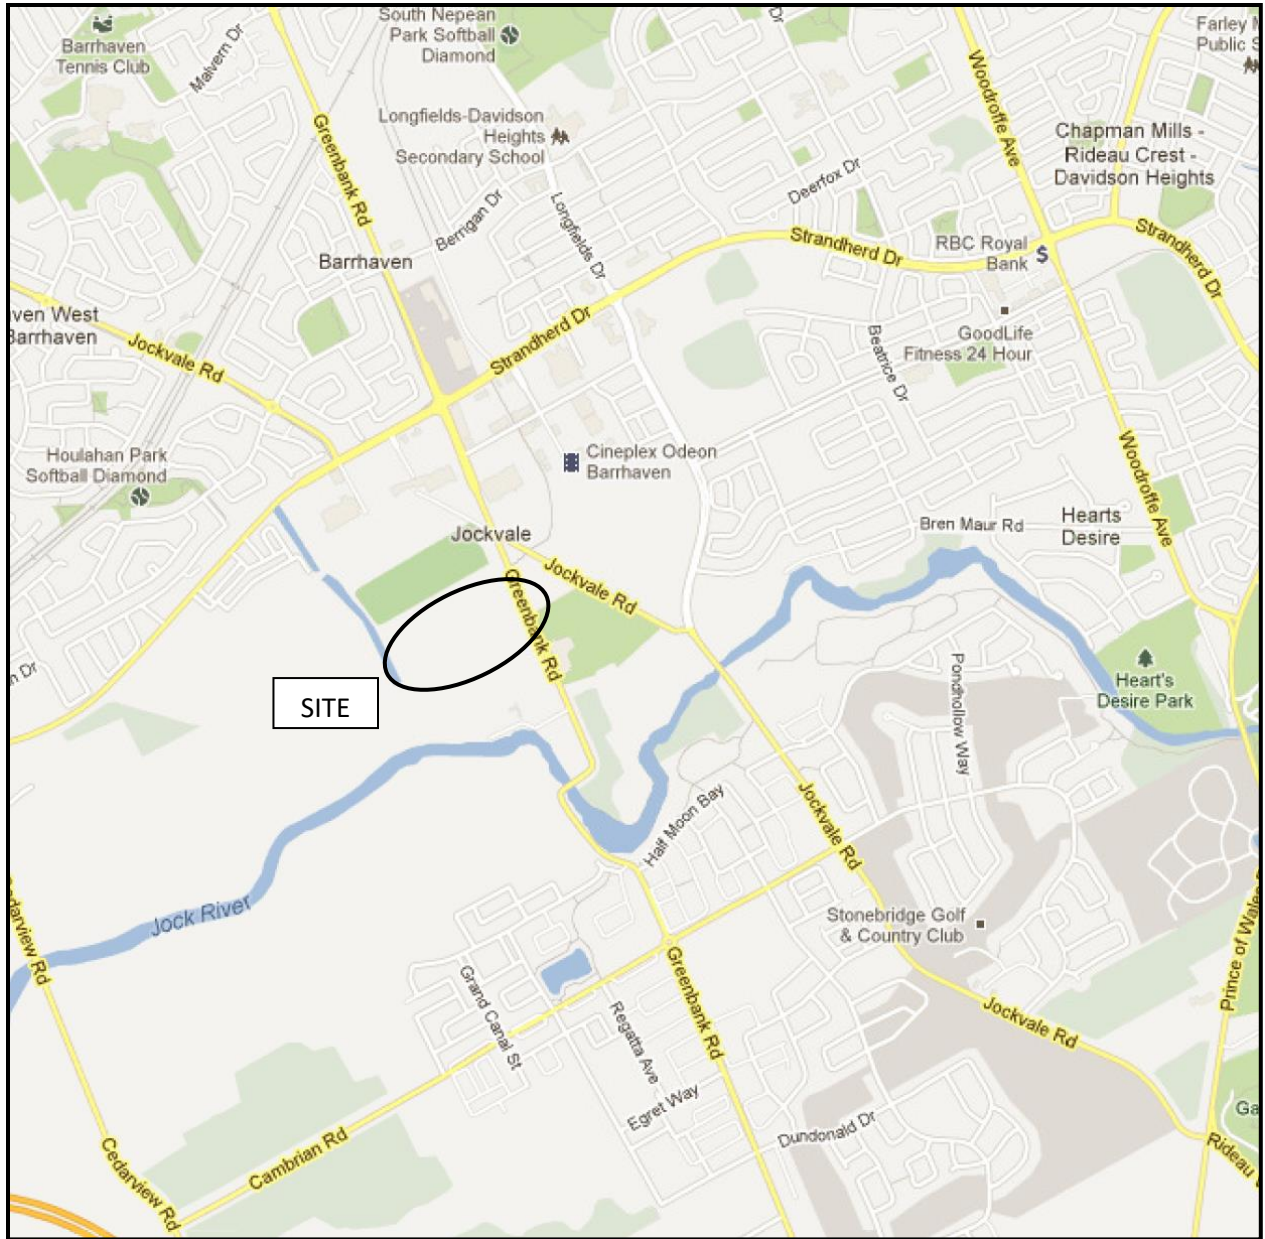 South Nepean
Park Softball
Diamond
Dr
Farley
Public S
Barrhaven
Tennis Club
Malvern Dr
Woodroffe Ave
Longfields-Davidson
Heights
Secondary School
Greenbank Rd
Chapman Mills -
Rideau Crest -
Davidson Heights
Deerfox Dr
Berrigan Dr
Longfields Dr
Strandherd Dr
RBC Royal
Bank
$
Strandherd Dr
Barrhaven
ven West
Barrhaven
Jockvale Rd
Strandherd Dr
GoodLife
Fitness 24 Hour
Beatrice Dr
Houlahan Park
Softball Diamond
Cineplex Odeon
Barrhaven
Woodroffe Ave
Jockvale
Bren Maur Rd
Hearts
Desire
Jockvale Rd
Greenbank Rd
n Dr
SITE
Pondhollow Way
Heart's
Desire Park
Half Moon Bay
Jockvale Rd
Jock River
edarview Rd
Stonebridge Golf
& Country Club
Prince of Wales
Greenbank Rd
Grand Canal St
Regatta Ave
Jockvale Rd
Egret Way
Dundonald Dr
Ga
Cambrian Rd
Cedarview Rd
Rideau